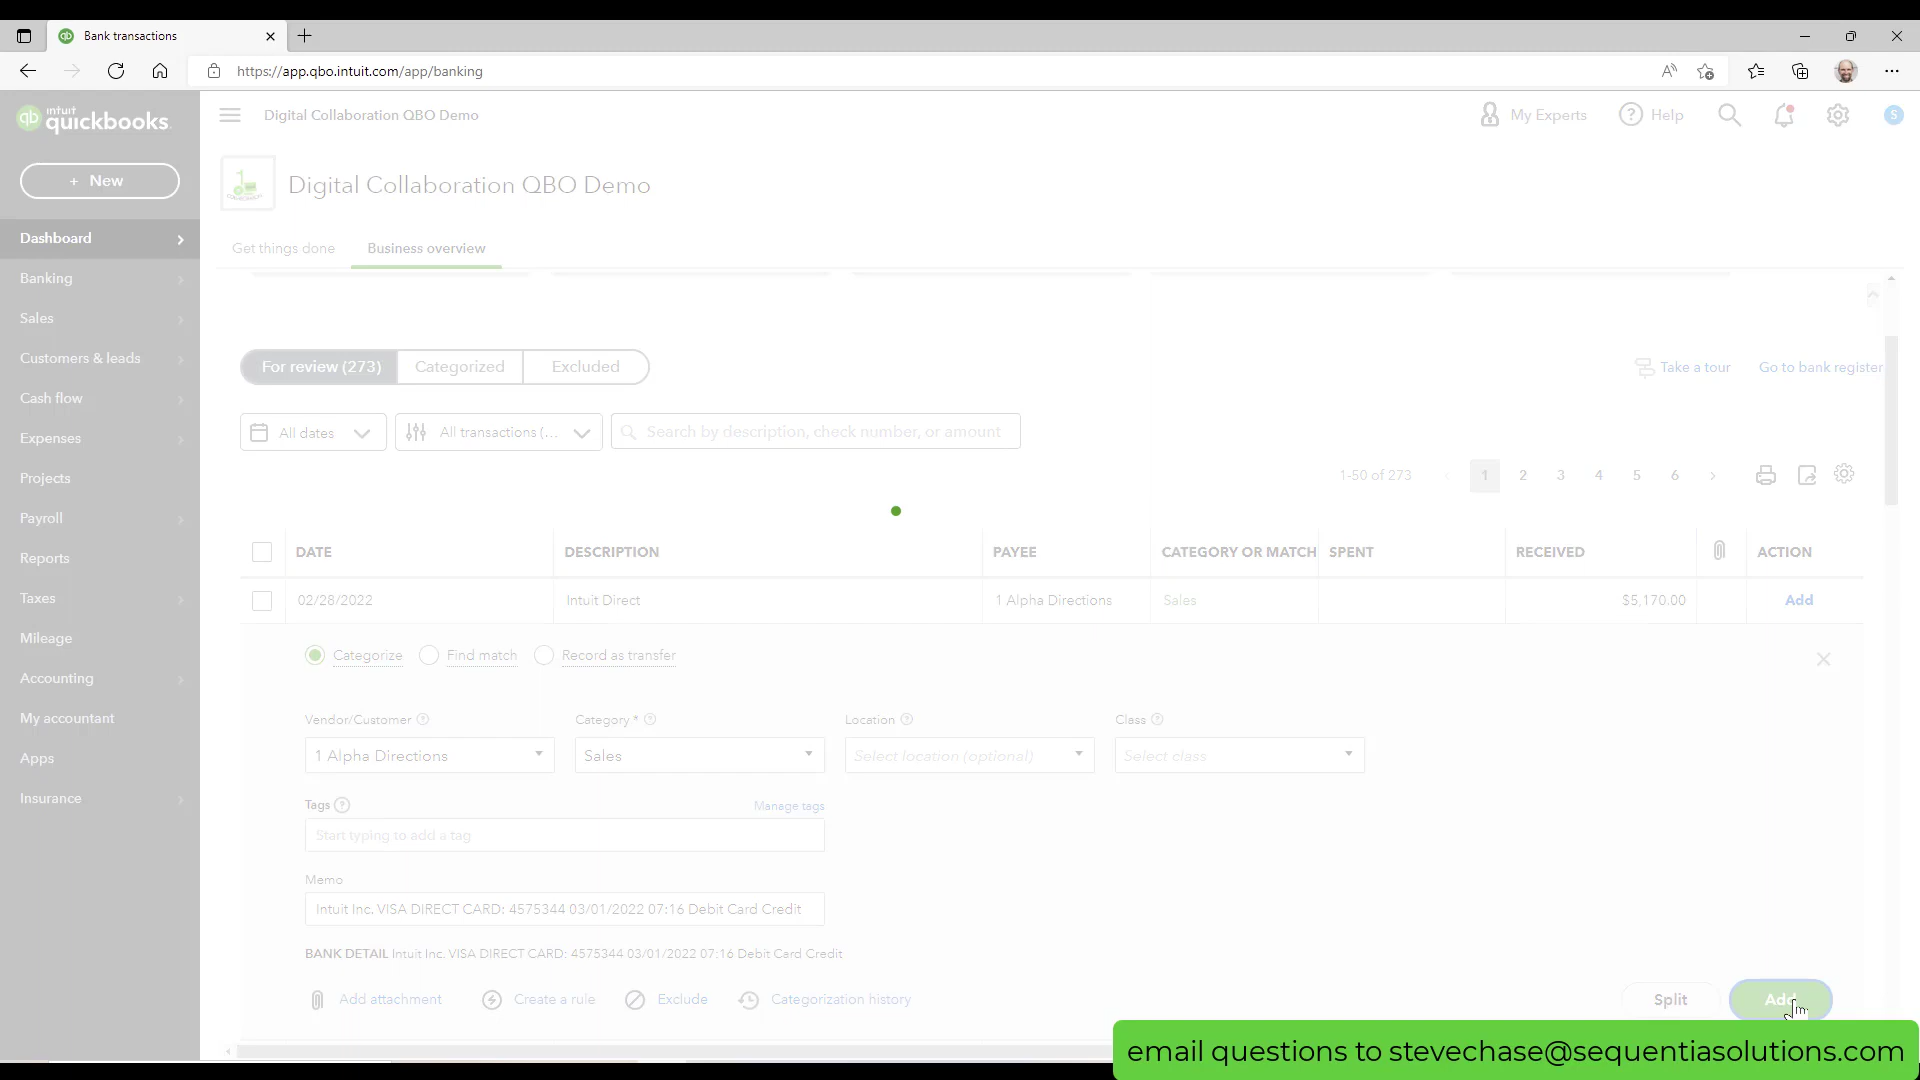 Bank transactions
https://app.qbo.intuit.com/app/banking
intuit
qb quickbooks.
Digital Collaboration QBO Demo
My Experts
Help
S
+ New
Digital Collaboration QBO Demo
Get things done
Business overview
Dashboard
Banking
Sales
Customers & leads
Cash flow
Expenses
Projects
Payroll
Reports
Taxes
Mileage
Accounting
My accountant
Apps
Insurance
For review (273)
Categorized
Excluded
Take a tour
Go to bank register
All dates
All transactions (...
Search by description, check number, or amount
1-50 of 273 < 1 2 3 4 5 6 >
DATE DESCRIPTION PAYEE CATEGORY OR MATCH SPENT RECEIVED ACTION
02/28/2022 Intuit Direct 1 Alpha Directions Sales $5,170.00 Add
Categorize Find match Record as transfer
Vendor/Customer Category * Location Class
1 Alpha Directions Sales Select location (optional) Select class
Tags Manage tags
Start typing to add a tag
Memo
Intuit Inc. VISA DIRECT CARD: 4575344 03/01/2022 07:16 Debit Card Credit
BANK DETAIL Intuit Inc. VISA DIRECT CARD: 4575344 03/01/2022 07:16 Debit Card Credit
Add attachment Create a rule Exclude Categorization history
Split Add
email questions to stevechase@sequentiasolutions.com